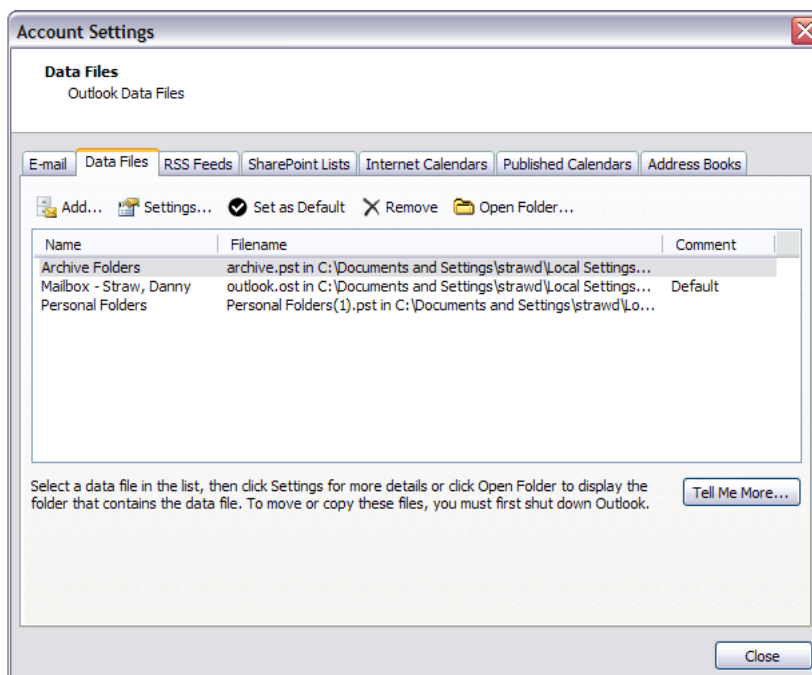 Account Settings
Data Files
Outlook Data Files
E-mail Data Files RSS Feeds SharePoint Lists Internet Calendars Published Calendars Address Books
Add... Settings... Set as Default Remove Open Folder...
Name Filename Comment
Archive Folders archive.pst in C:\Documents and Settings\strawd\Local Settings...
Mailbox - Straw, Danny outlook.ost in C:\Documents and Settings\strawd\Local Settings... Default
Personal Folders Personal Folders(1).pst in C:\Documents and Settings\strawd\Lo...
Select a data file in the list, then click Settings for more details or click Open Folder to display the
folder that contains the data file. To move or copy these files, you must first shut down Outlook.
Tell Me More...
Close